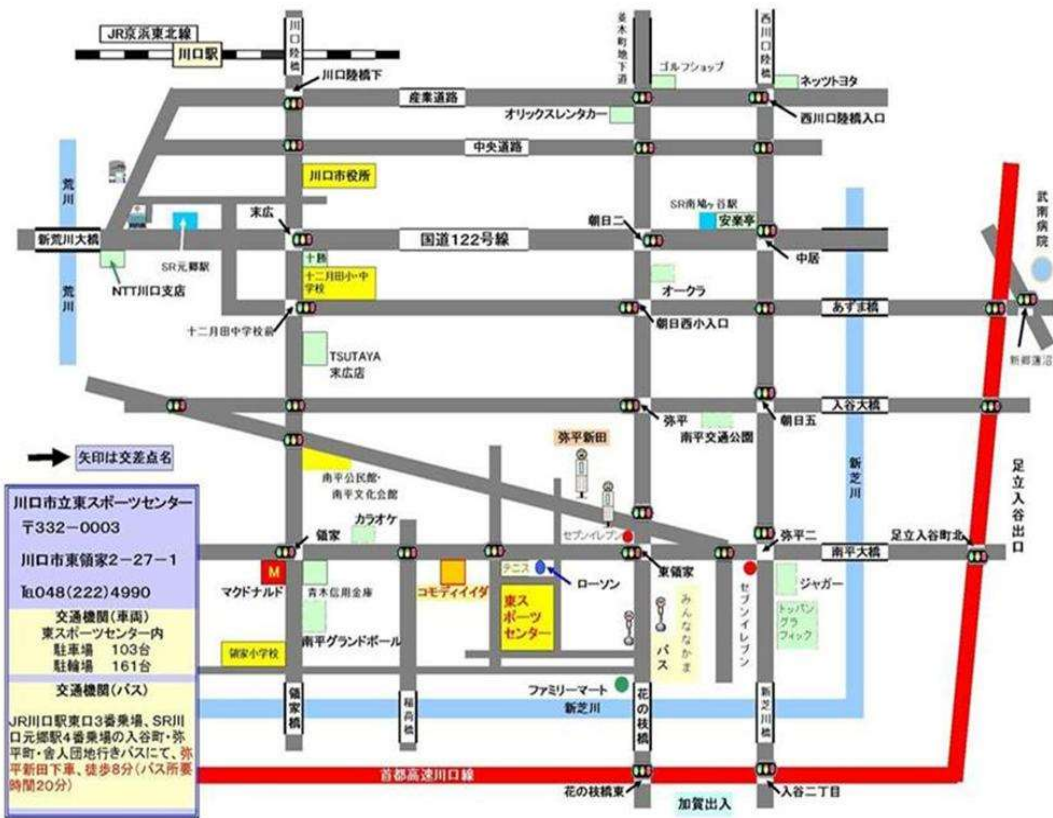 JR京浜東北線
川口駅
川口陸橋
川口陸橋下
並木町地下道
西川口陸橋
ゴルフショップ
ネッツトヨタ
産業道路
オリックスレンタカー
西川口陸橋入口
中央道路
荒川
川口市役所
武南病院
末広
朝日二
SR南鳩ヶ谷駅
安楽亭
新荒川大橋
国道122号線
SR元郷駅
十勝
中居
NTT川口支店
十二月田小・中
学校
オークラ
荒川
十二月田中学校前
朝日西小入口
あずま橋
新郷蓮沼
TSUTAYA
末広店
弥平
朝日五
入谷大橋
南平交通公園
弥平新田
新芝川
足立入谷出口
矢印は交差点名
南平公民館・
南平文化会館
川口市立東スポーツセンター
〒332-0003
川口市東領家2-27-1
℡048(222)4990
交通機関(車両)
東スポーツセンター内
駐車場 103台
駐輪場 161台
交通機関(バス)
JR川口駅東口3番乗場、SR川
口元郷駅4番乗場の入谷町・弥
平町・舎人団地行きバスにて、弥
平新田下車、徒歩8分(バス所要
時間20分)
領家
カラオケ
セブンイレブン
弥平二
足立入谷町北
南平大橋
M
マクドナルド
青木信用金庫
コモディイイダ
テニス
ローソン
東領家
ジャガー
東ス
ポーツ
センター
みんななかま
バス
セブンイレブン
トッパン
グラ
フィック
南平グランドボール
領家小学校
ファミリーマート
新芝川
領家橋
稲荷橋
花の枝橋
新芝川橋
首都高速川口線
花の枝橋東
加賀出入
入谷二丁目